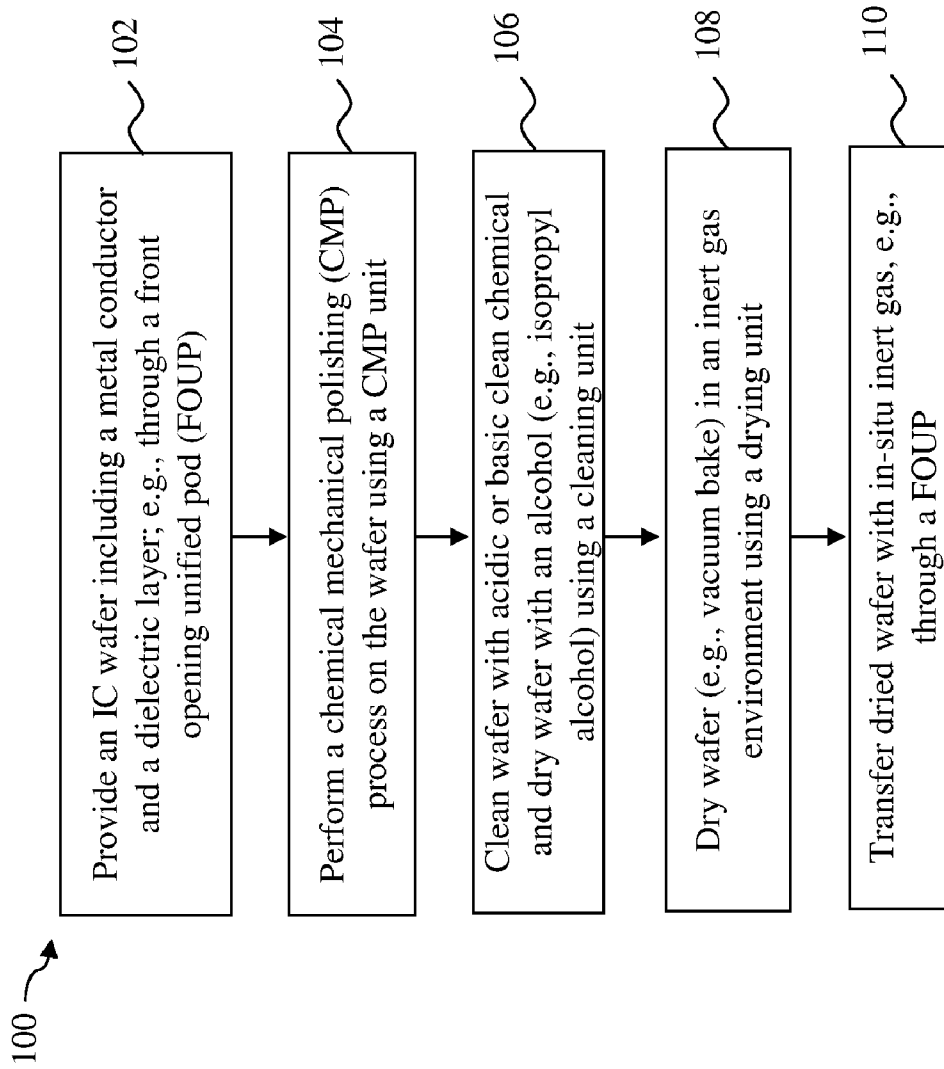 100
Provide an IC wafer including a metal conductor
and a dielectric layer; e.g., through a front
opening unified pod (FOUP)
102
Perform a chemical mechanical polishing (CMP)
process on the wafer using a CMP unit
104
Clean wafer with acidic or basic clean chemical
and dry wafer with an alcohol (e.g., isopropyl
alcohol) using a cleaning unit
106
Dry wafer (e.g., vacuum bake) in an inert gas
environment using a drying unit
108
Transfer dried wafer with in-situ inert gas, e.g.,
through a FOUP
110